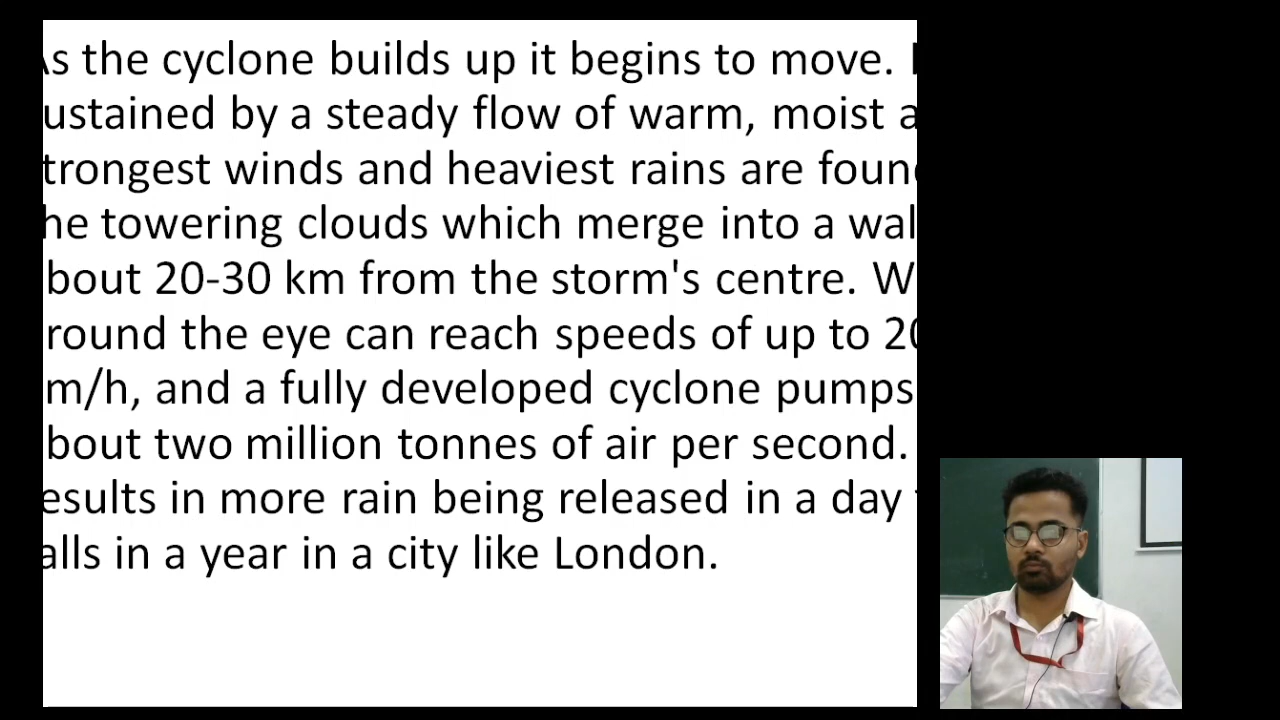 As the cyclone builds up it begins to move.
ustained by a steady flow of warm, moist a
trongest winds and heaviest rains are foun
he towering clouds which merge into a wal
bout 20-30 km from the storm's centre. W
round the eye can reach speeds of up to 20
m/h, and a fully developed cyclone pumps
bout two million tonnes of air per second.
esults in more rain being released in a day
alls in a year in a city like London.